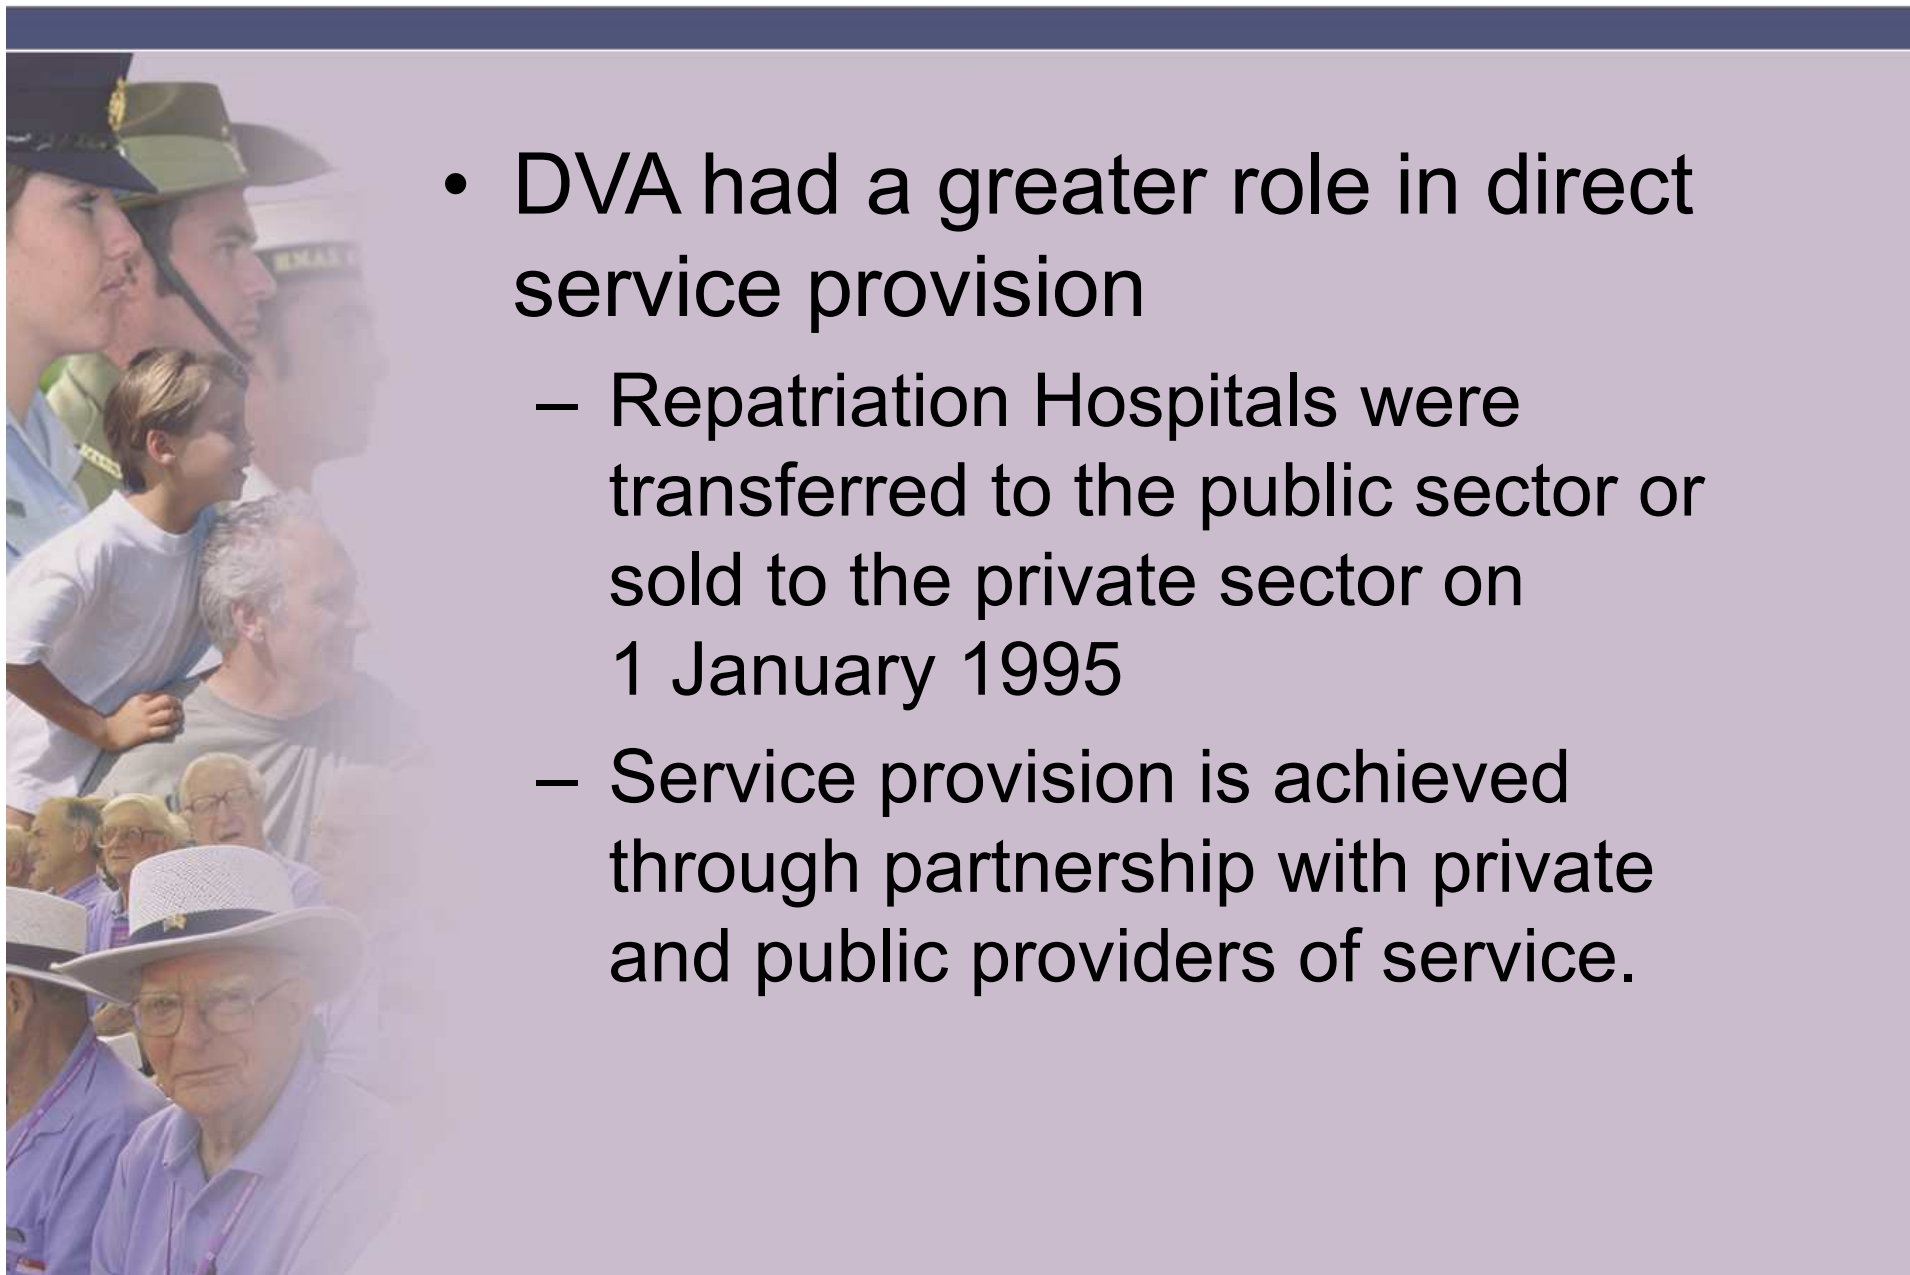 • DVA had a greater role in direct
service provision
– Repatriation Hospitals were
transferred to the public sector or
sold to the private sector on
1 January 1995
– Service provision is achieved
through partnership with private
and public providers of service.
HMAS